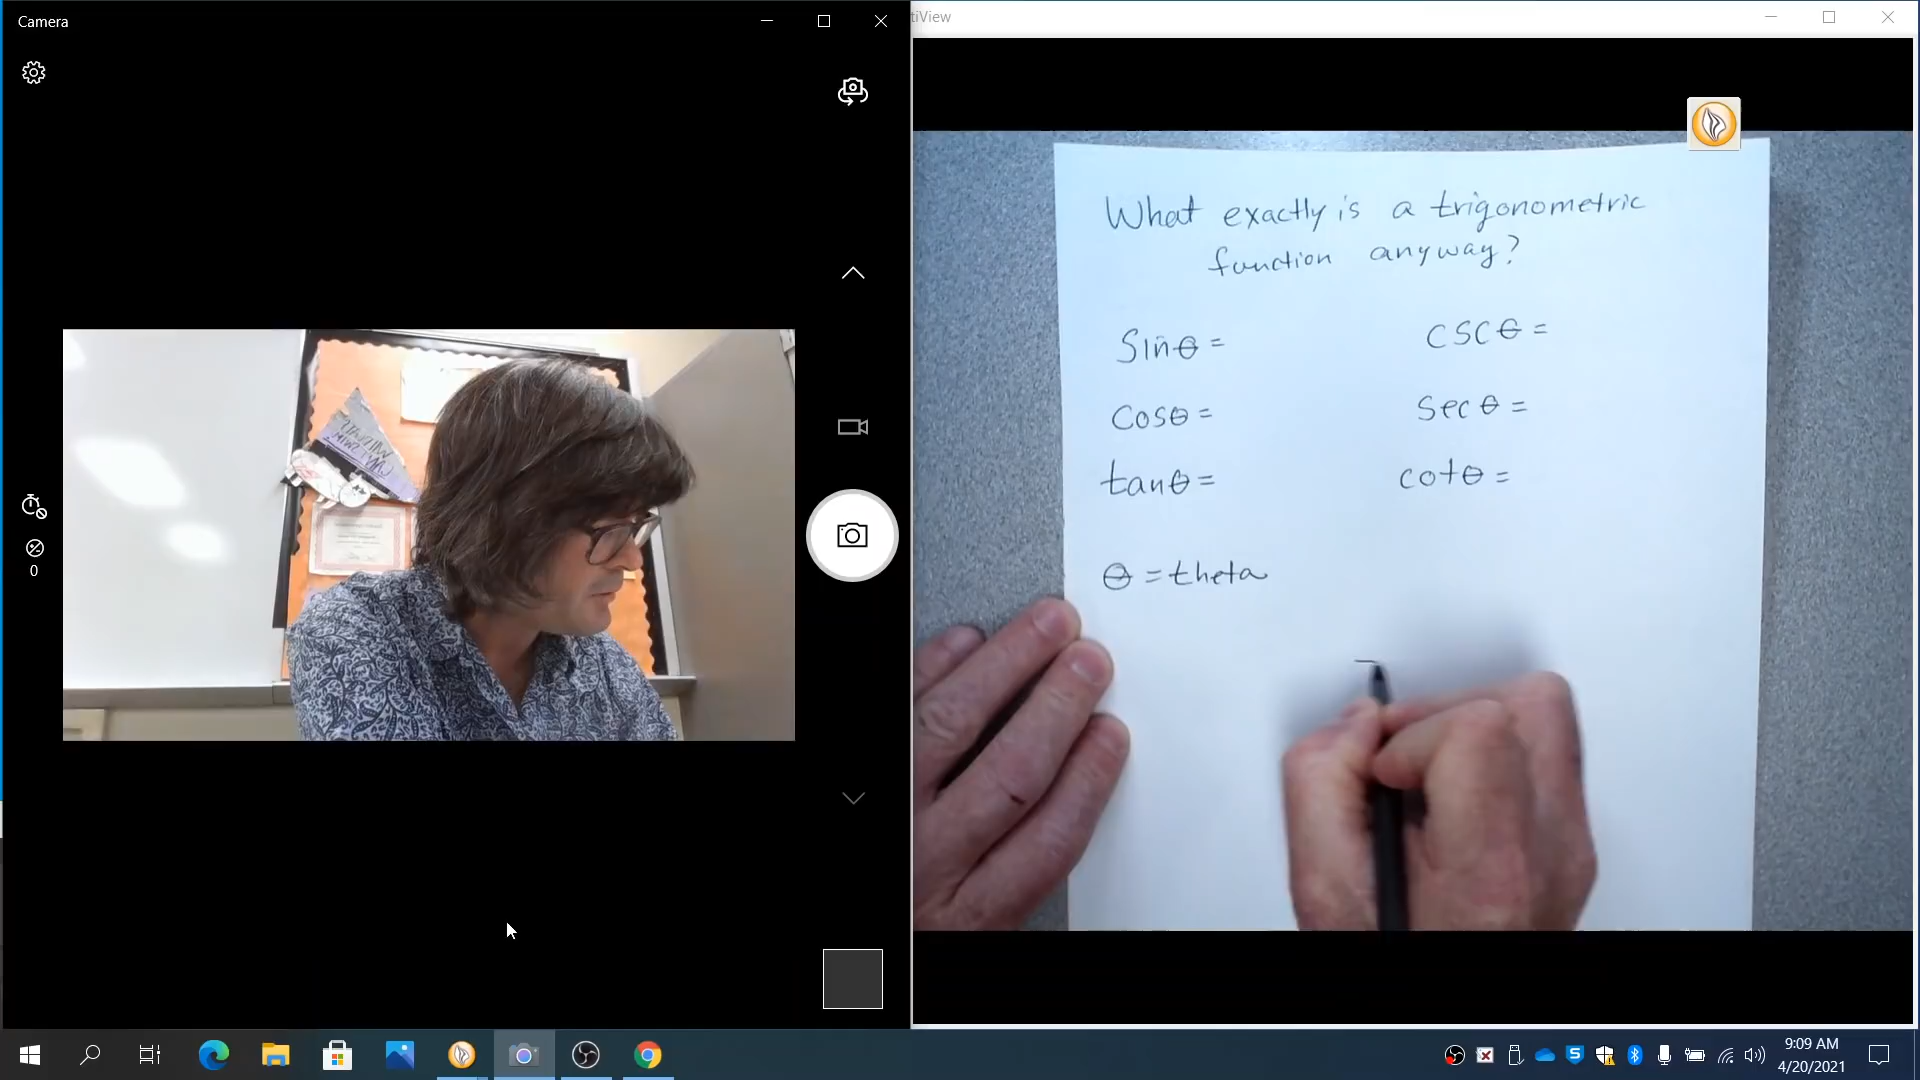 Camera
tiView
0
What exactly is a trigonometric
function anyway?
Sinθ =
CSCθ =
Cosθ =
Sec θ =
tanθ =
cotθ =
θ = theta
9:09 AM
4/20/2021